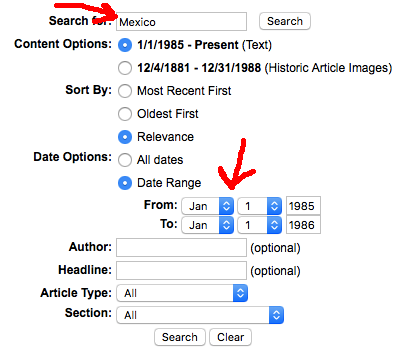 Search for: Mexico Search
Content Options: 1/1/1985 - Present (Text)
12/4/1881 - 12/31/1988 (Historic Article Images)
Sort By: Most Recent First
Oldest First
Relevance
Date Options: All dates
Date Range
From: Jan 1 1985
To: Jan 1 1986
Author: (optional)
Headline: (optional)
Article Type: All
Section: All
Search Clear